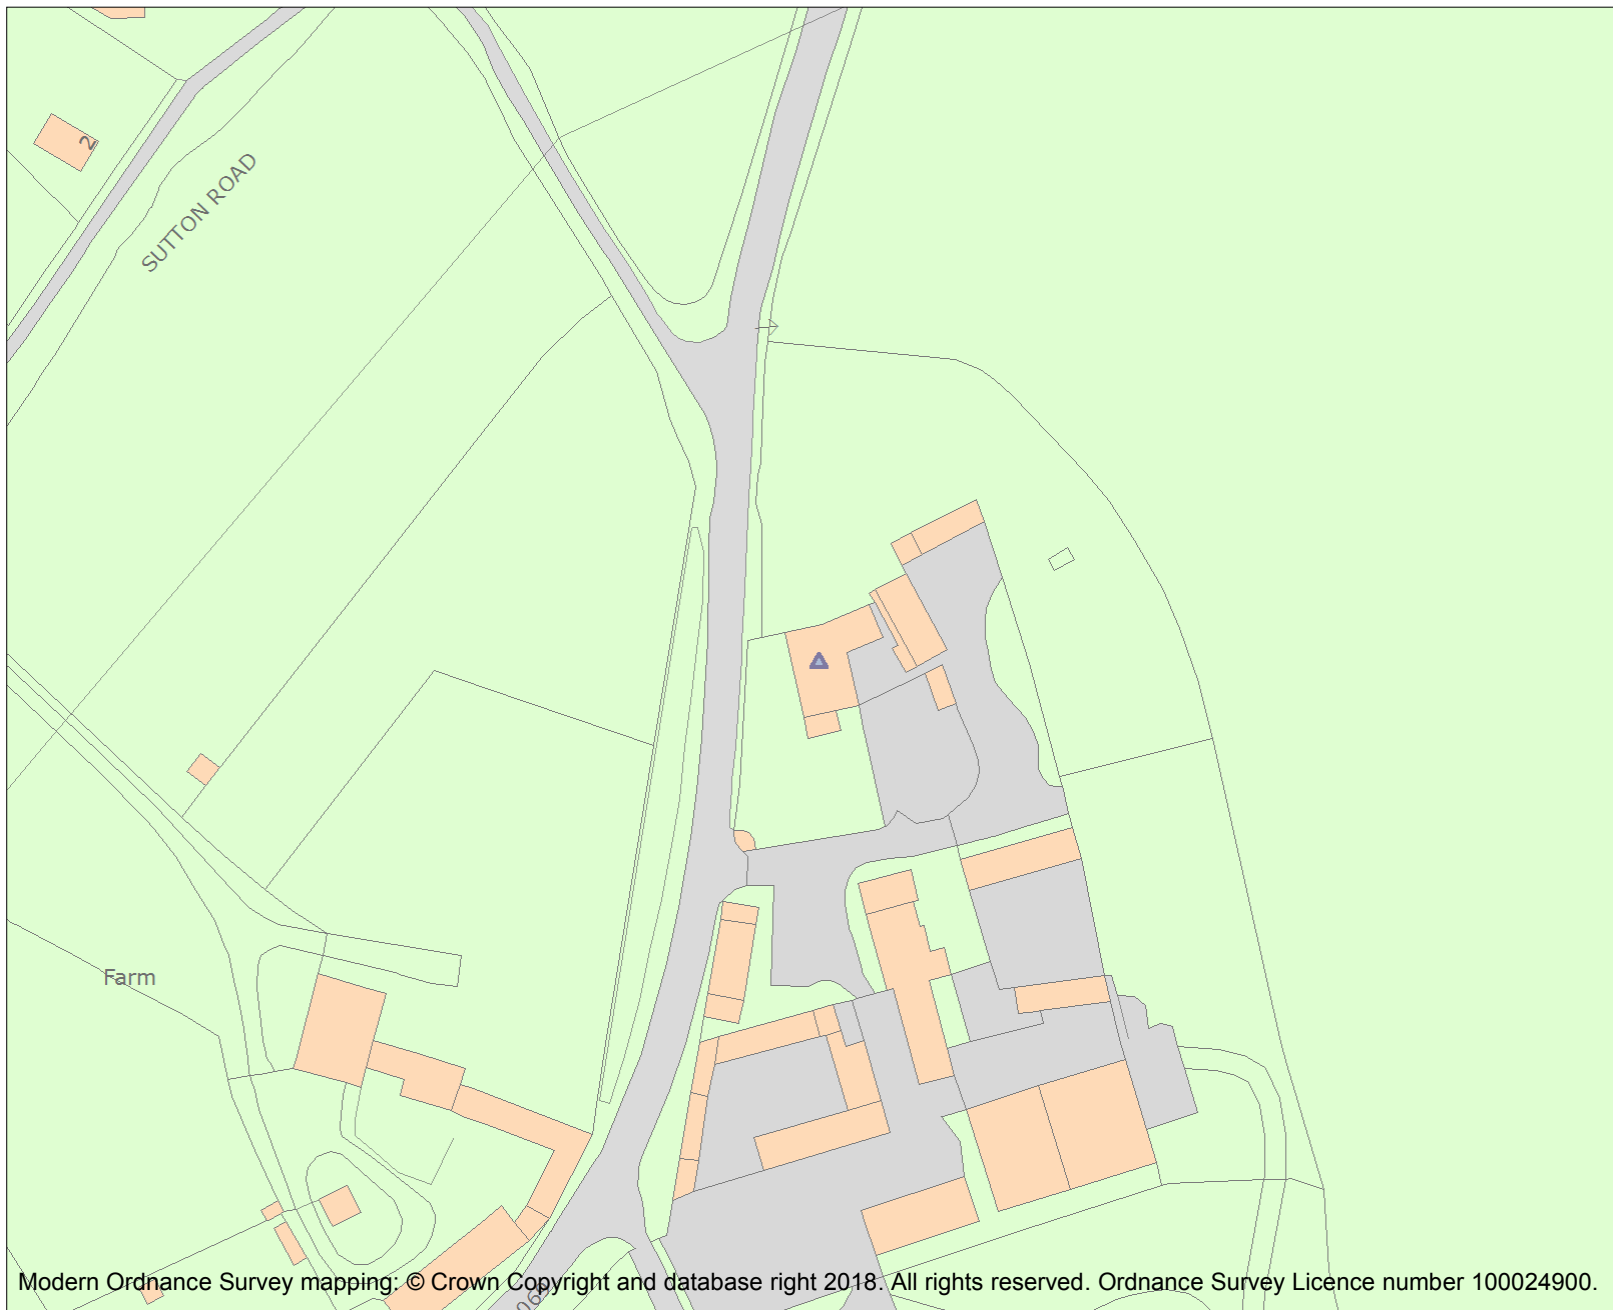 2
SUTTON ROAD
Farm
Modern Ordnance Survey mapping: © Crown Copyright and database right 2018. All rights reserved. Ordnance Survey Licence number 100024900.